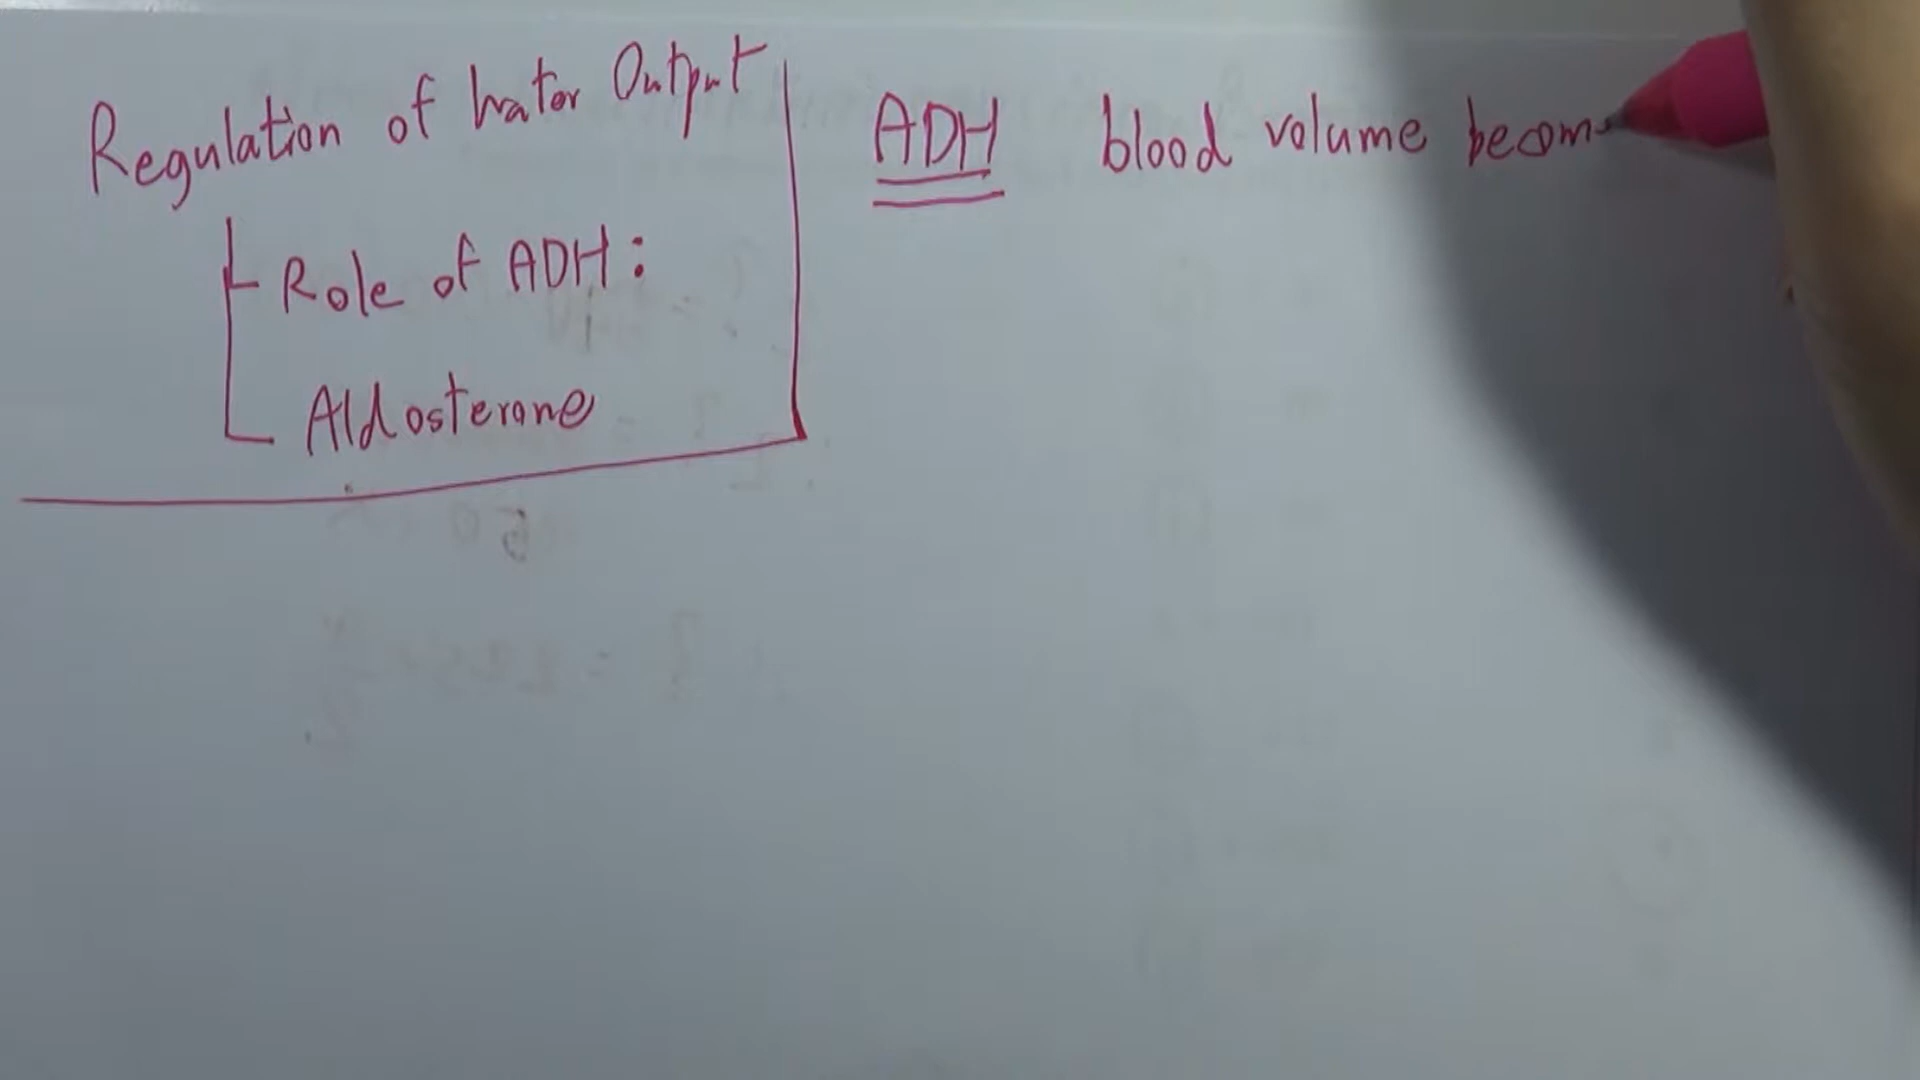 Regulation of water Output
Role of ADH:
Aldosterone
ADH blood volume becom